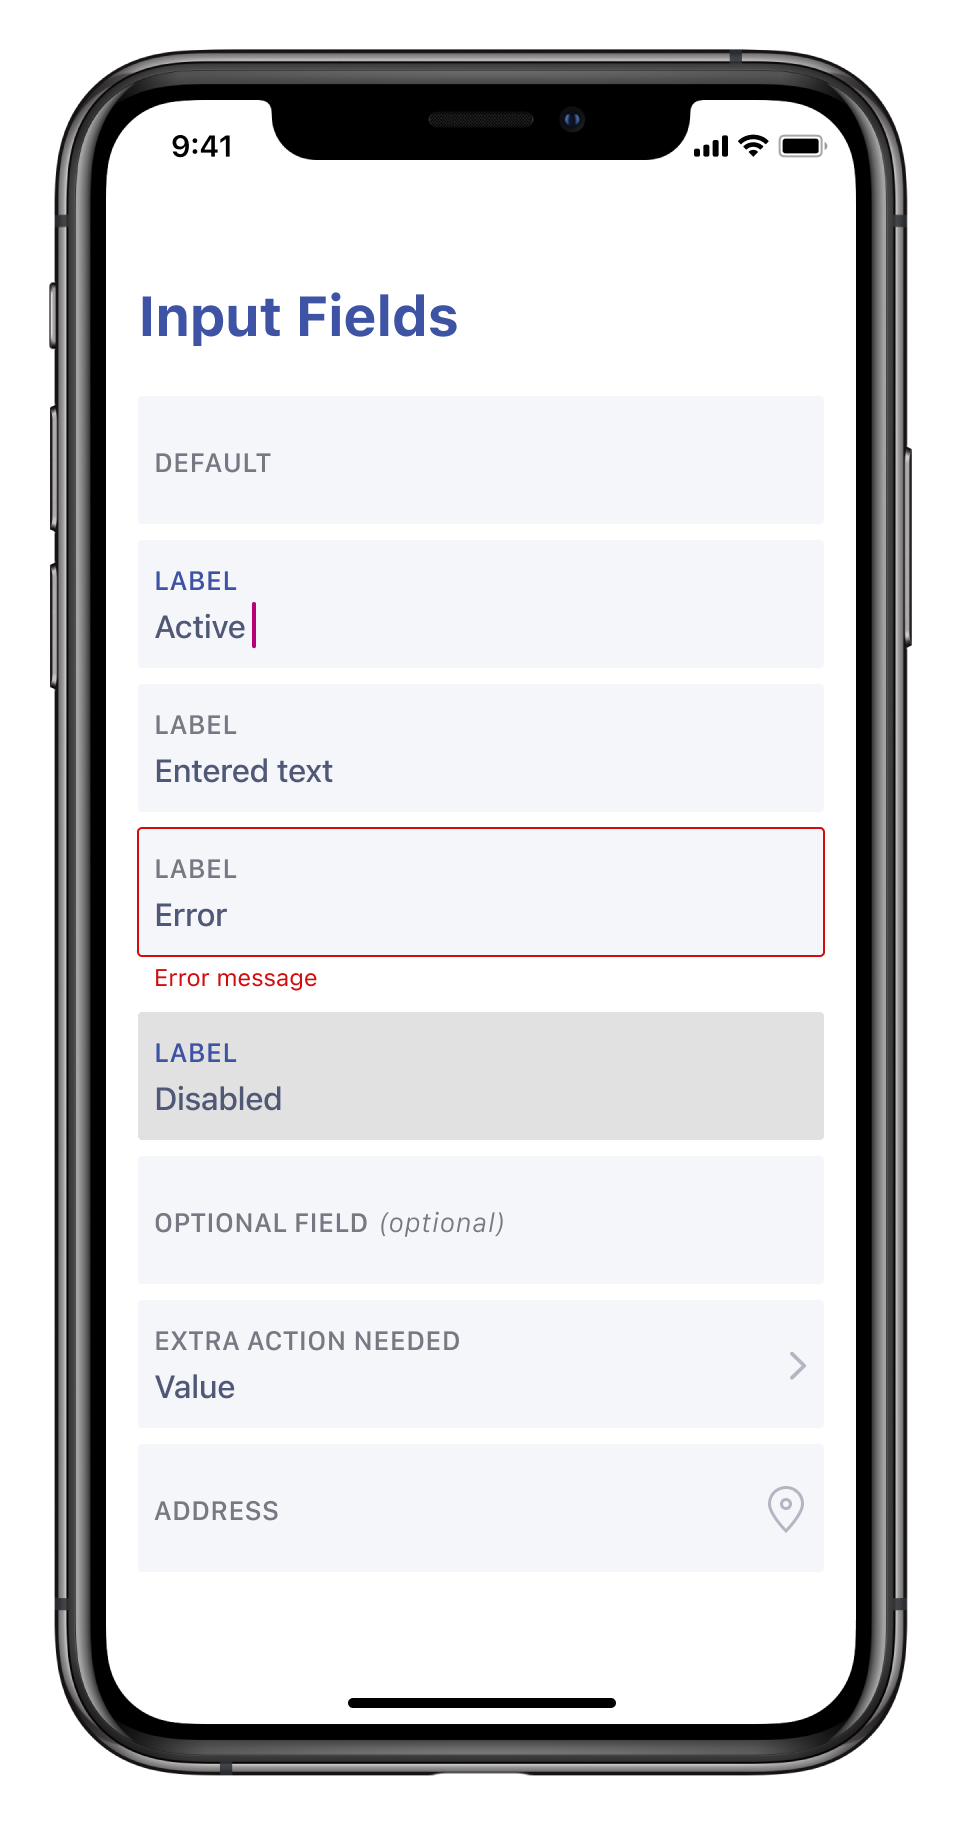 9:41
Input Fields
DEFAULT
LABEL
Active
LABEL
Entered text
LABEL
Error
Error message
LABEL
Disabled
OPTIONAL FIELD (optional)
EXTRA ACTION NEEDED
Value
ADDRESS